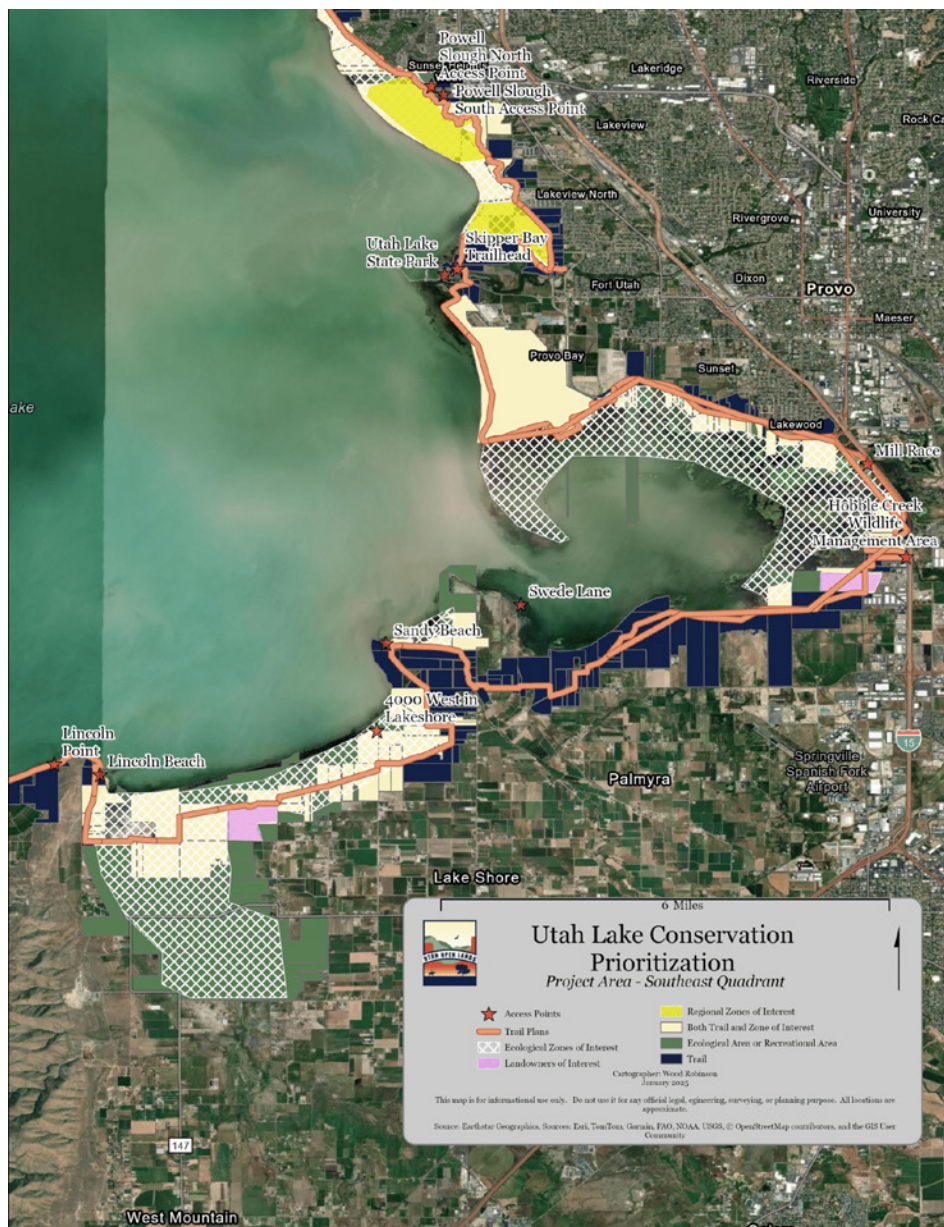 Powell
Slough North
Access Point
Sunset Heights
Powell Slough
South Access Point
Lakeridge
Riverside
Rock
Lakeview
Lakeview North
University
Rivergrove
Utah Lake
State Park
Skipper Bay
Trailhead
Fort Utah
Dixon
Provo
Maeser
Provo Bay
Sunset
ake
Lakewood
Mill Race
Hobble Creek
Wildlife
Management Area
Swede Lane
Sandy Beach
4000 West in
Lakeshore
Lincoln
Point
Lincoln Beach
15
Springville
Spanish Fork
Airport
Palmyra
Lake Shore
6 Miles
UTAH OPEN LANDS
Utah Lake Conservation
Prioritization
Project Area - Southeast Quadrant
Access Points
Trail Plans
Ecological Zones of Interest
Landowners of Interest
Regional Zones of Interest
Both Trail and Zone of Interest
Ecological Area or Recreational Area
Trail
Cartographer: Wood Robinson
January 2025
This map is for informational use only. Do not use it for any official legal, egineering, surveying, or planning purpose. All locations are
approximate.
Source: Earthstar Geographics, Sources: Esri, TomTom, Garmin, FAO, NOAA, USGS, © OpenStreetMap contributors, and the GIS User
Community
147
West Mountain